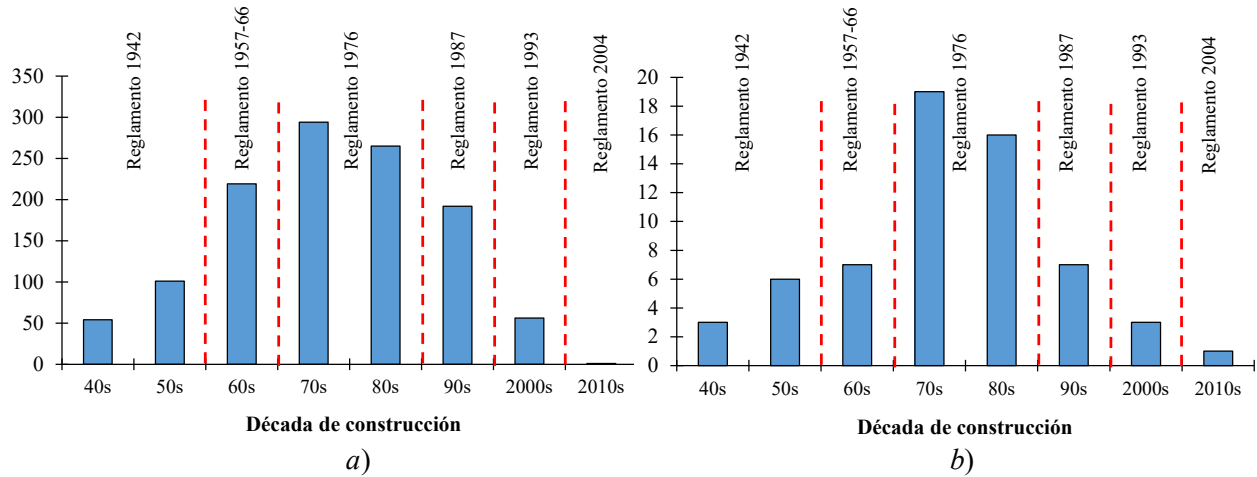 Reglamento 1942
Reglamento 1957-66
Reglamento 1976
Reglamento 1987
Reglamento 1993
Reglamento 2004
350
300
250
200
150
100
50
0
40s 50s 60s 70s 80s 90s 2000s 2010s
Década de construcción
a)
Reglamento 1942
Reglamento 1957-66
Reglamento 1976
Reglamento 1987
Reglamento 1993
Reglamento 2004
20
18
16
14
12
10
8
6
4
2
0
40s 50s 60s 70s 80s 90s 2000s 2010s
Década de construcción
b)